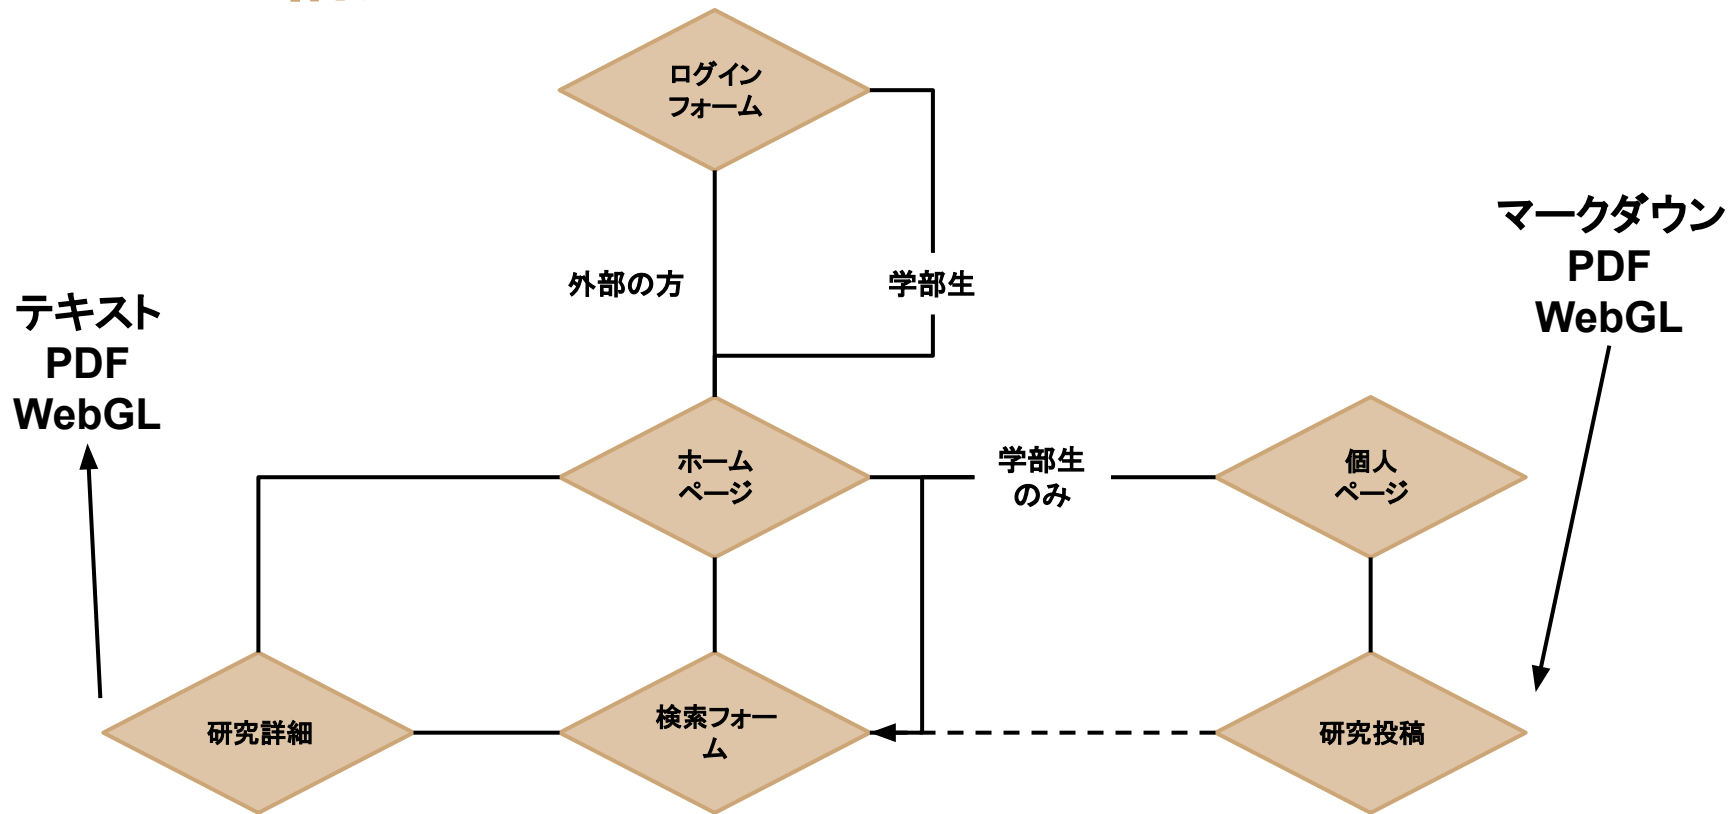 ログイン
フォーム
外部の方
学部生
マークダウン
PDF
WebGL
テキスト
PDF
WebGL
ホーム
ページ
学部生
のみ
個人
ページ
研究詳細
検索フォー
ム
研究投稿